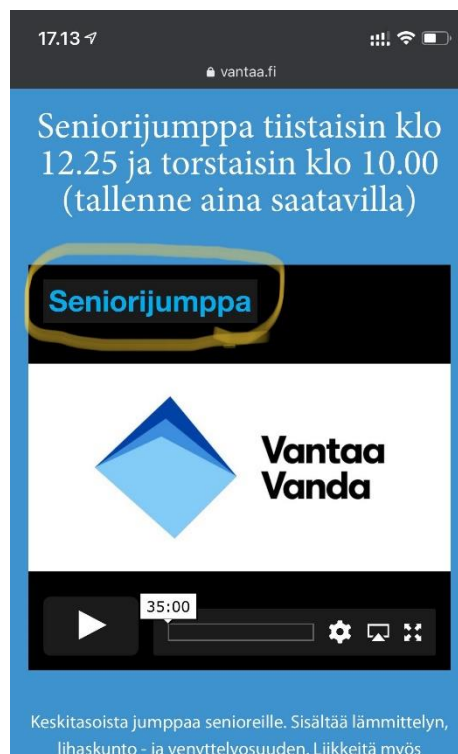 17.13
vantaa.fi
Seniorijumppa tiistaisin klo
12.25 ja torstaisin klo 10.00
(tallenne aina saatavilla)
Seniorijumppa
Vantaa
Vanda
35:00
Keskitasoista jumppaa senioreille. Sisältää lämmittelyn,
lihaskunto - ja venyttelyosuuden. Liikkeitä myös